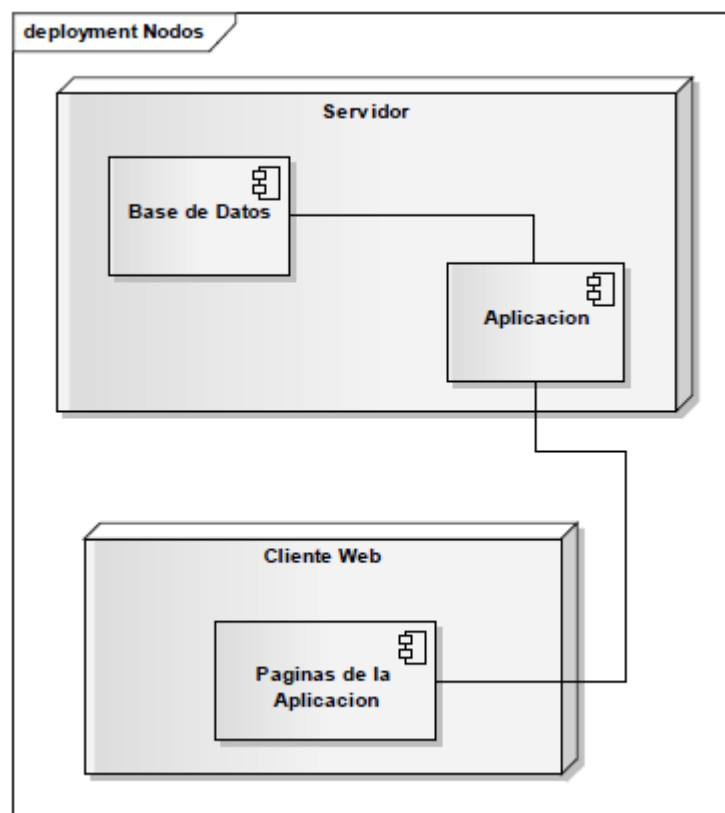 deployment Nodos
Servidor
Base de Datos
Aplicacion
Cliente Web
Paginas de la
Aplicacion